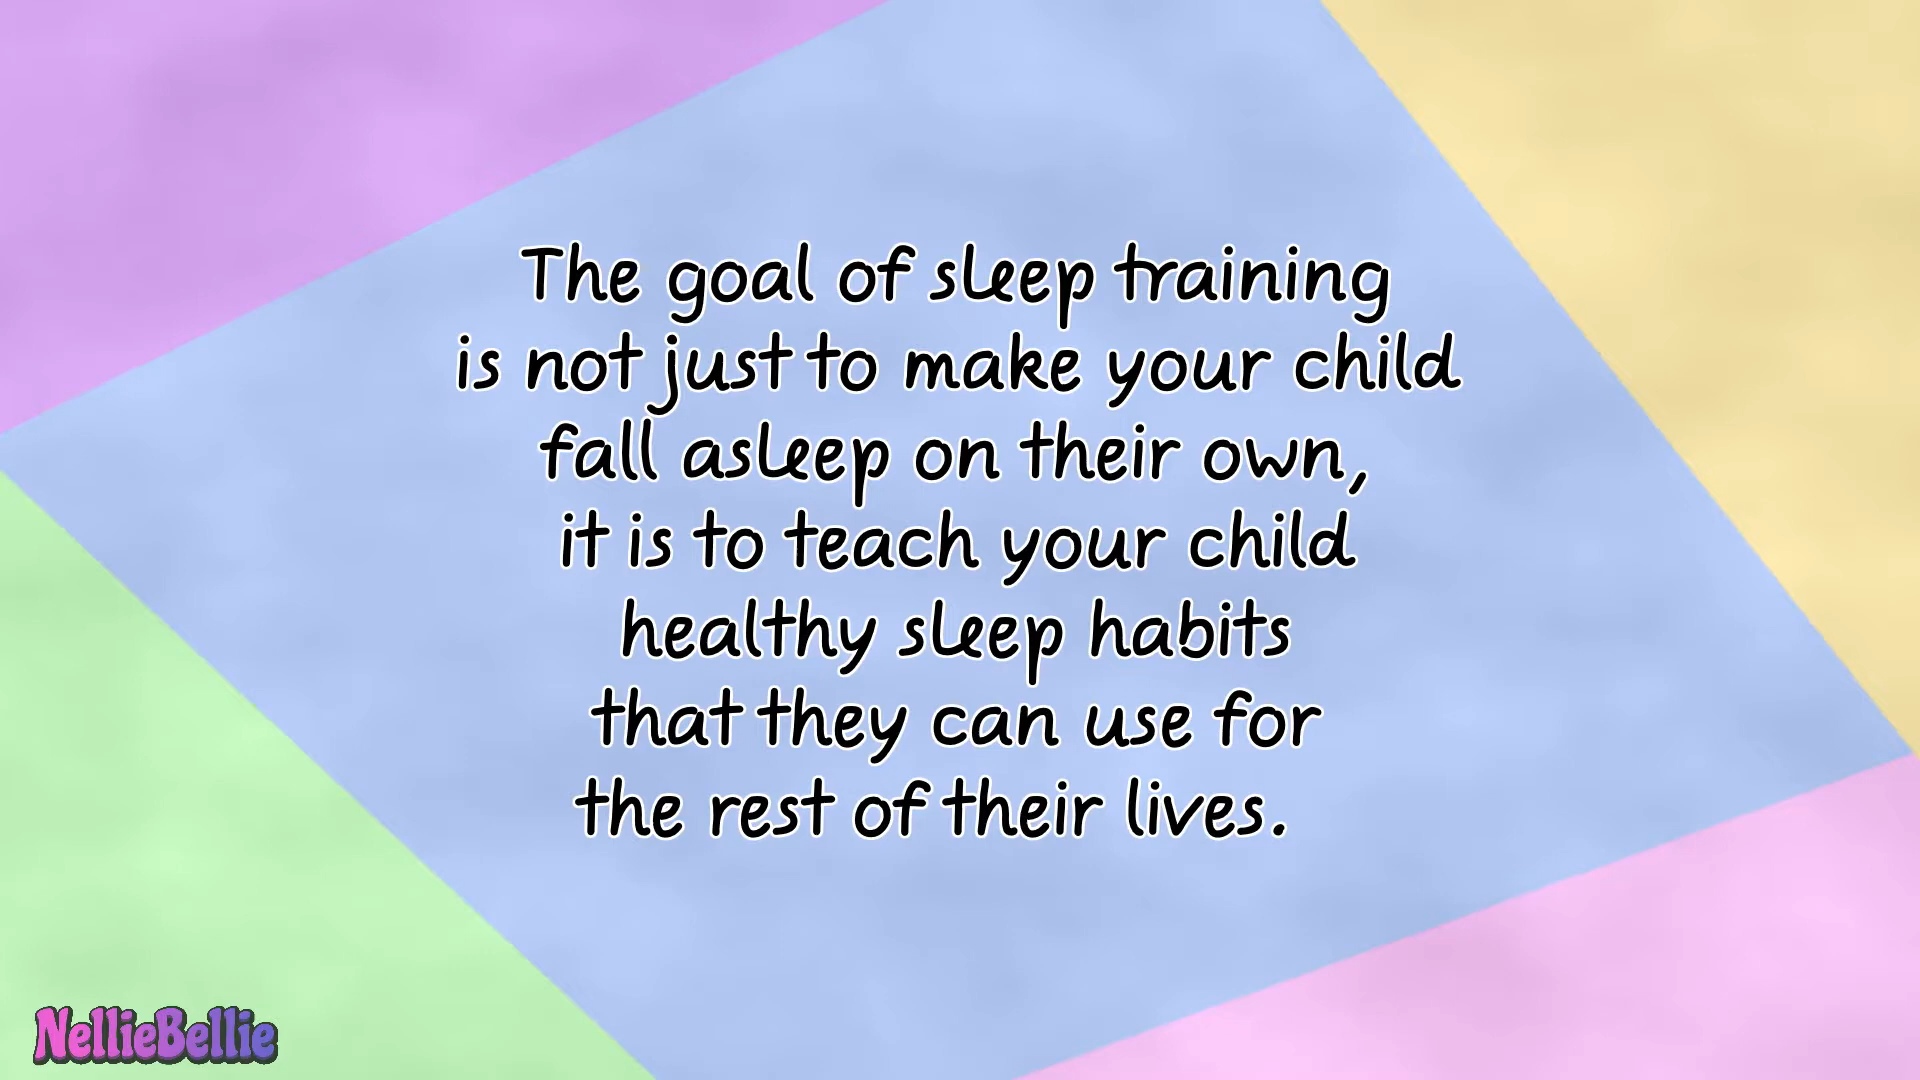 The goal of sleep training
is not just to make your child
fall asleep on their own,
it is to teach your child
healthy sleep habits
that they can use for
the rest of their lives.
NellieBellie